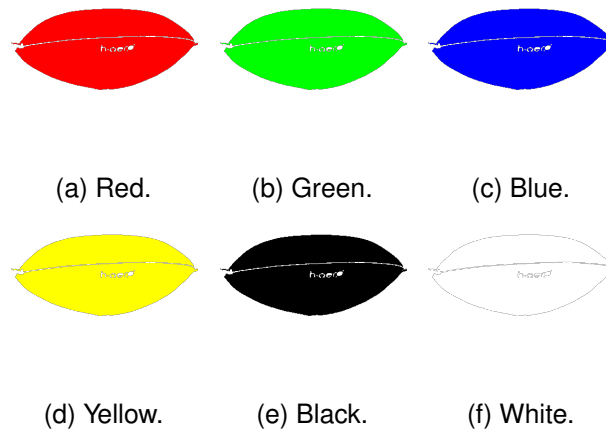 h-aero h-aero h-aero
(a) Red. (b) Green. (c) Blue.
h-aero h-aero h-aero
(d) Yellow. (e) Black. (f) White.